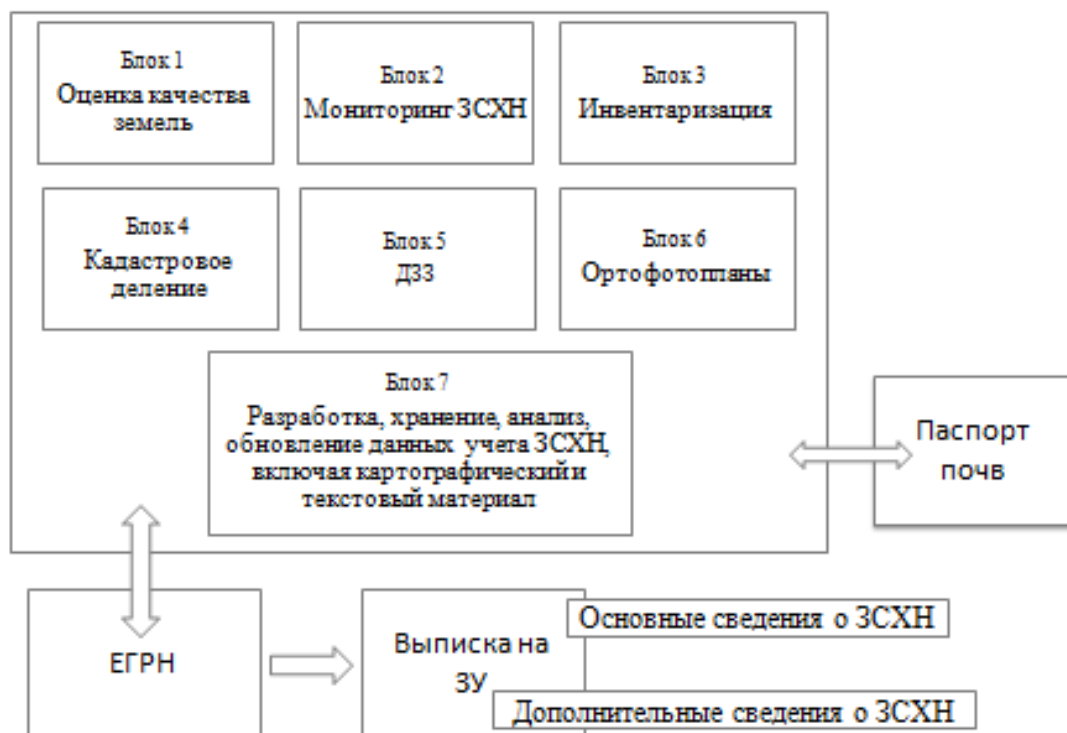 Блок 1
Оценка качества
земель
Блок 2
Мониторинг ЗСХН
Блок 3
Инвентаризация
Блок 4
Кадастровое
деление
Блок 5
ДЗЗ
Блок 6
Ортофотопланы
Блок 7
Разработка, хранение, анализ,
обновление данных учета ЗСХН,
включая картографический и
текстовый материал
Паспорт
почв
ЕГРН
Выписка на
ЗУ
Основные сведения о ЗСХН
Дополнительные сведения о ЗСХН